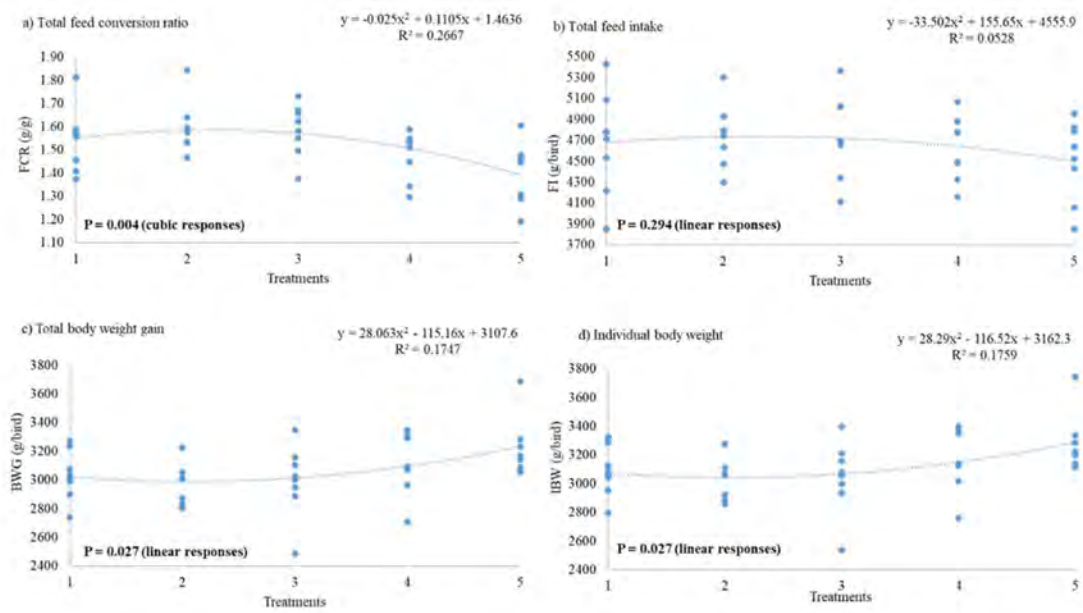 a) Total feed conversion ratio
y = -0.025x² + 0.1105x + 1.4636
R² = 0.2667
1.90
1.80
1.70
1.60
1.50
1.40
1.30
1.20
1.10
FCR (g/g)
P = 0.004 (cubic responses)
1 2 3 4 5
Treatments
b) Total feed intake
y = -33.502x² + 155.65x + 4555.9
R² = 0.0528
5500
5300
5100
4900
4700
4500
4300
4100
3900
3700
FI (g/bird)
P = 0.294 (linear responses)
1 2 3 4 5
Treatments
c) Total body weight gain
y = 28.063x² - 115.16x + 3107.6
R² = 0.1747
3800
3600
3400
3200
3000
2800
2600
2400
BWG (g/bird)
P = 0.027 (linear responses)
1 2 3 4 5
Treatments
d) Individual body weight
y = 28.29x² - 116.52x + 3162.3
R² = 0.1759
3800
3600
3400
3200
3000
2800
2600
2400
IBW (g/bird)
P = 0.027 (linear responses)
1 2 3 4 5
Treatments